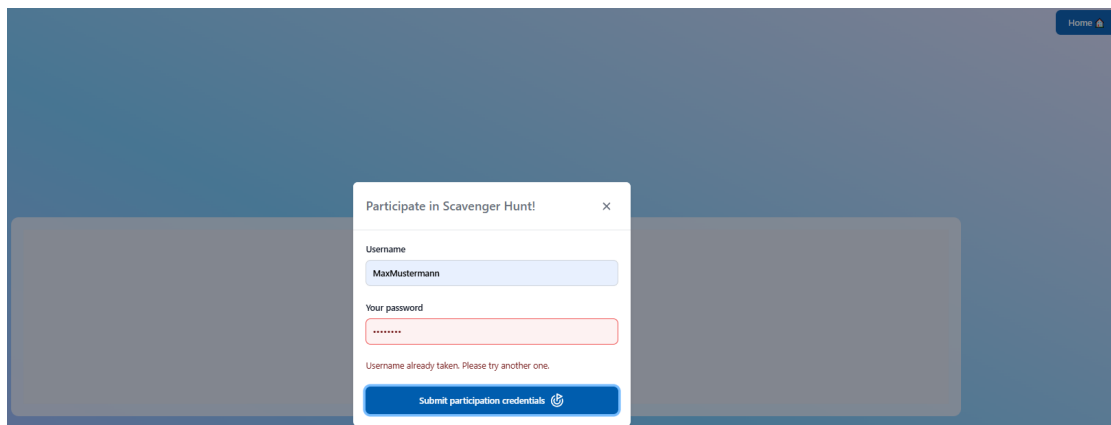 Home
Participate in Scavenger Hunt!
Username
MaxMustermann
Your password
••••••••
Username already taken. Please try another one.
Submit participation credentials